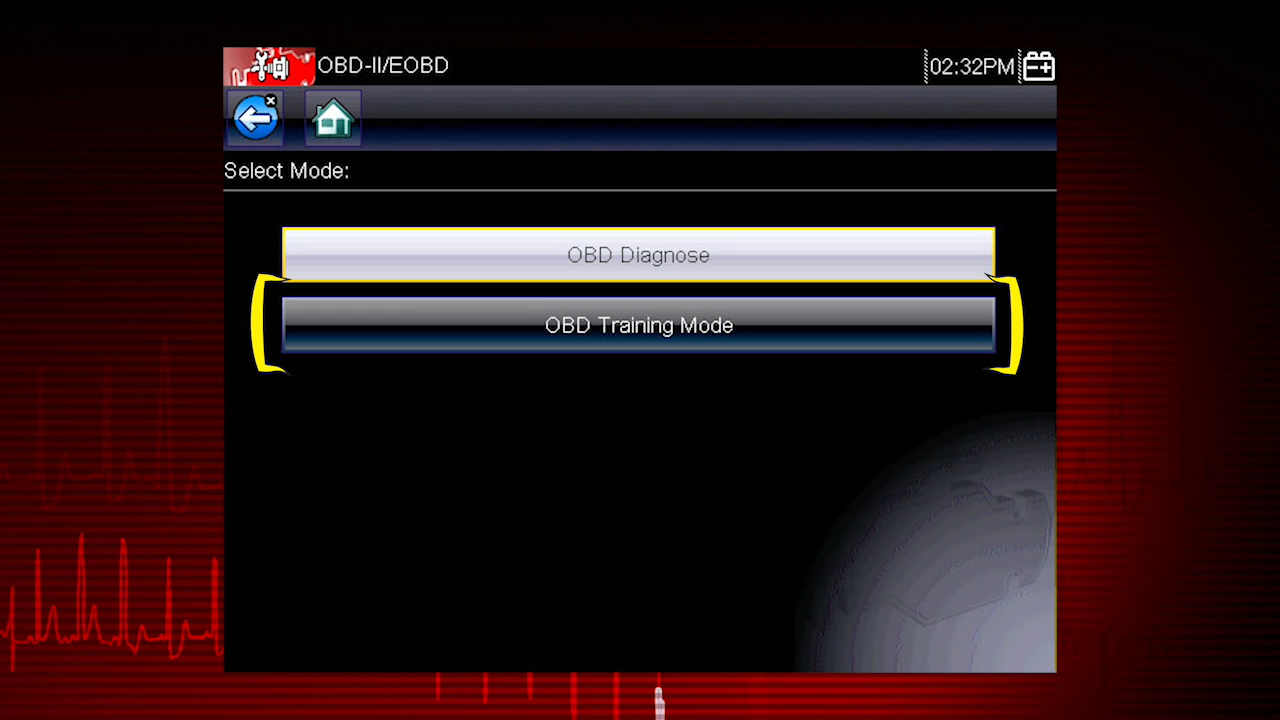 OBD-II/EOBD
02:32PM
Select Mode:
OBD Diagnose
OBD Training Mode